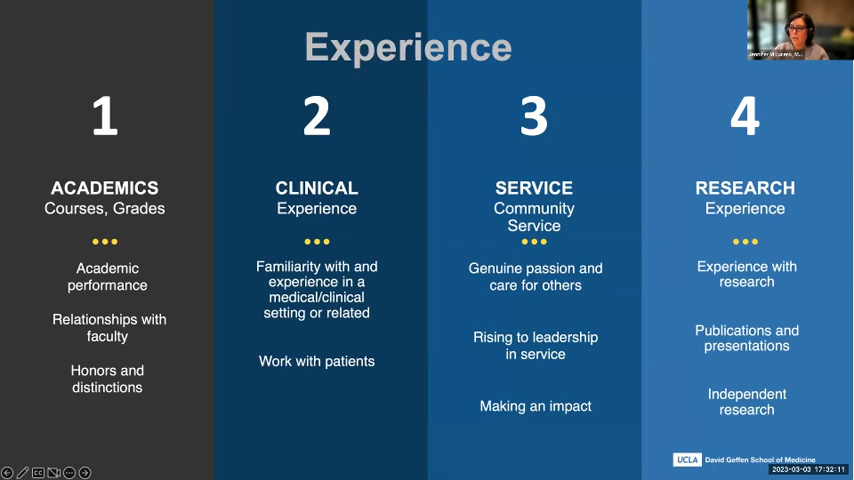 Experience
1
ACADEMICS
Courses, Grades
Academic
performance
Relationships with
faculty
Honors and
distinctions
2
CLINICAL
Experience
Familiarity with and
experience in a
medical/clinical
setting or related
Work with patients
3
SERVICE
Community
Service
Genuine passion and
care for others
Rising to leadership
in service
Making an impact
4
RESEARCH
Experience
Experience with
research
Publications and
presentations
Independent
research
UCLA David Geffen School of Medicine
2023-03-03 17:32:11
CC